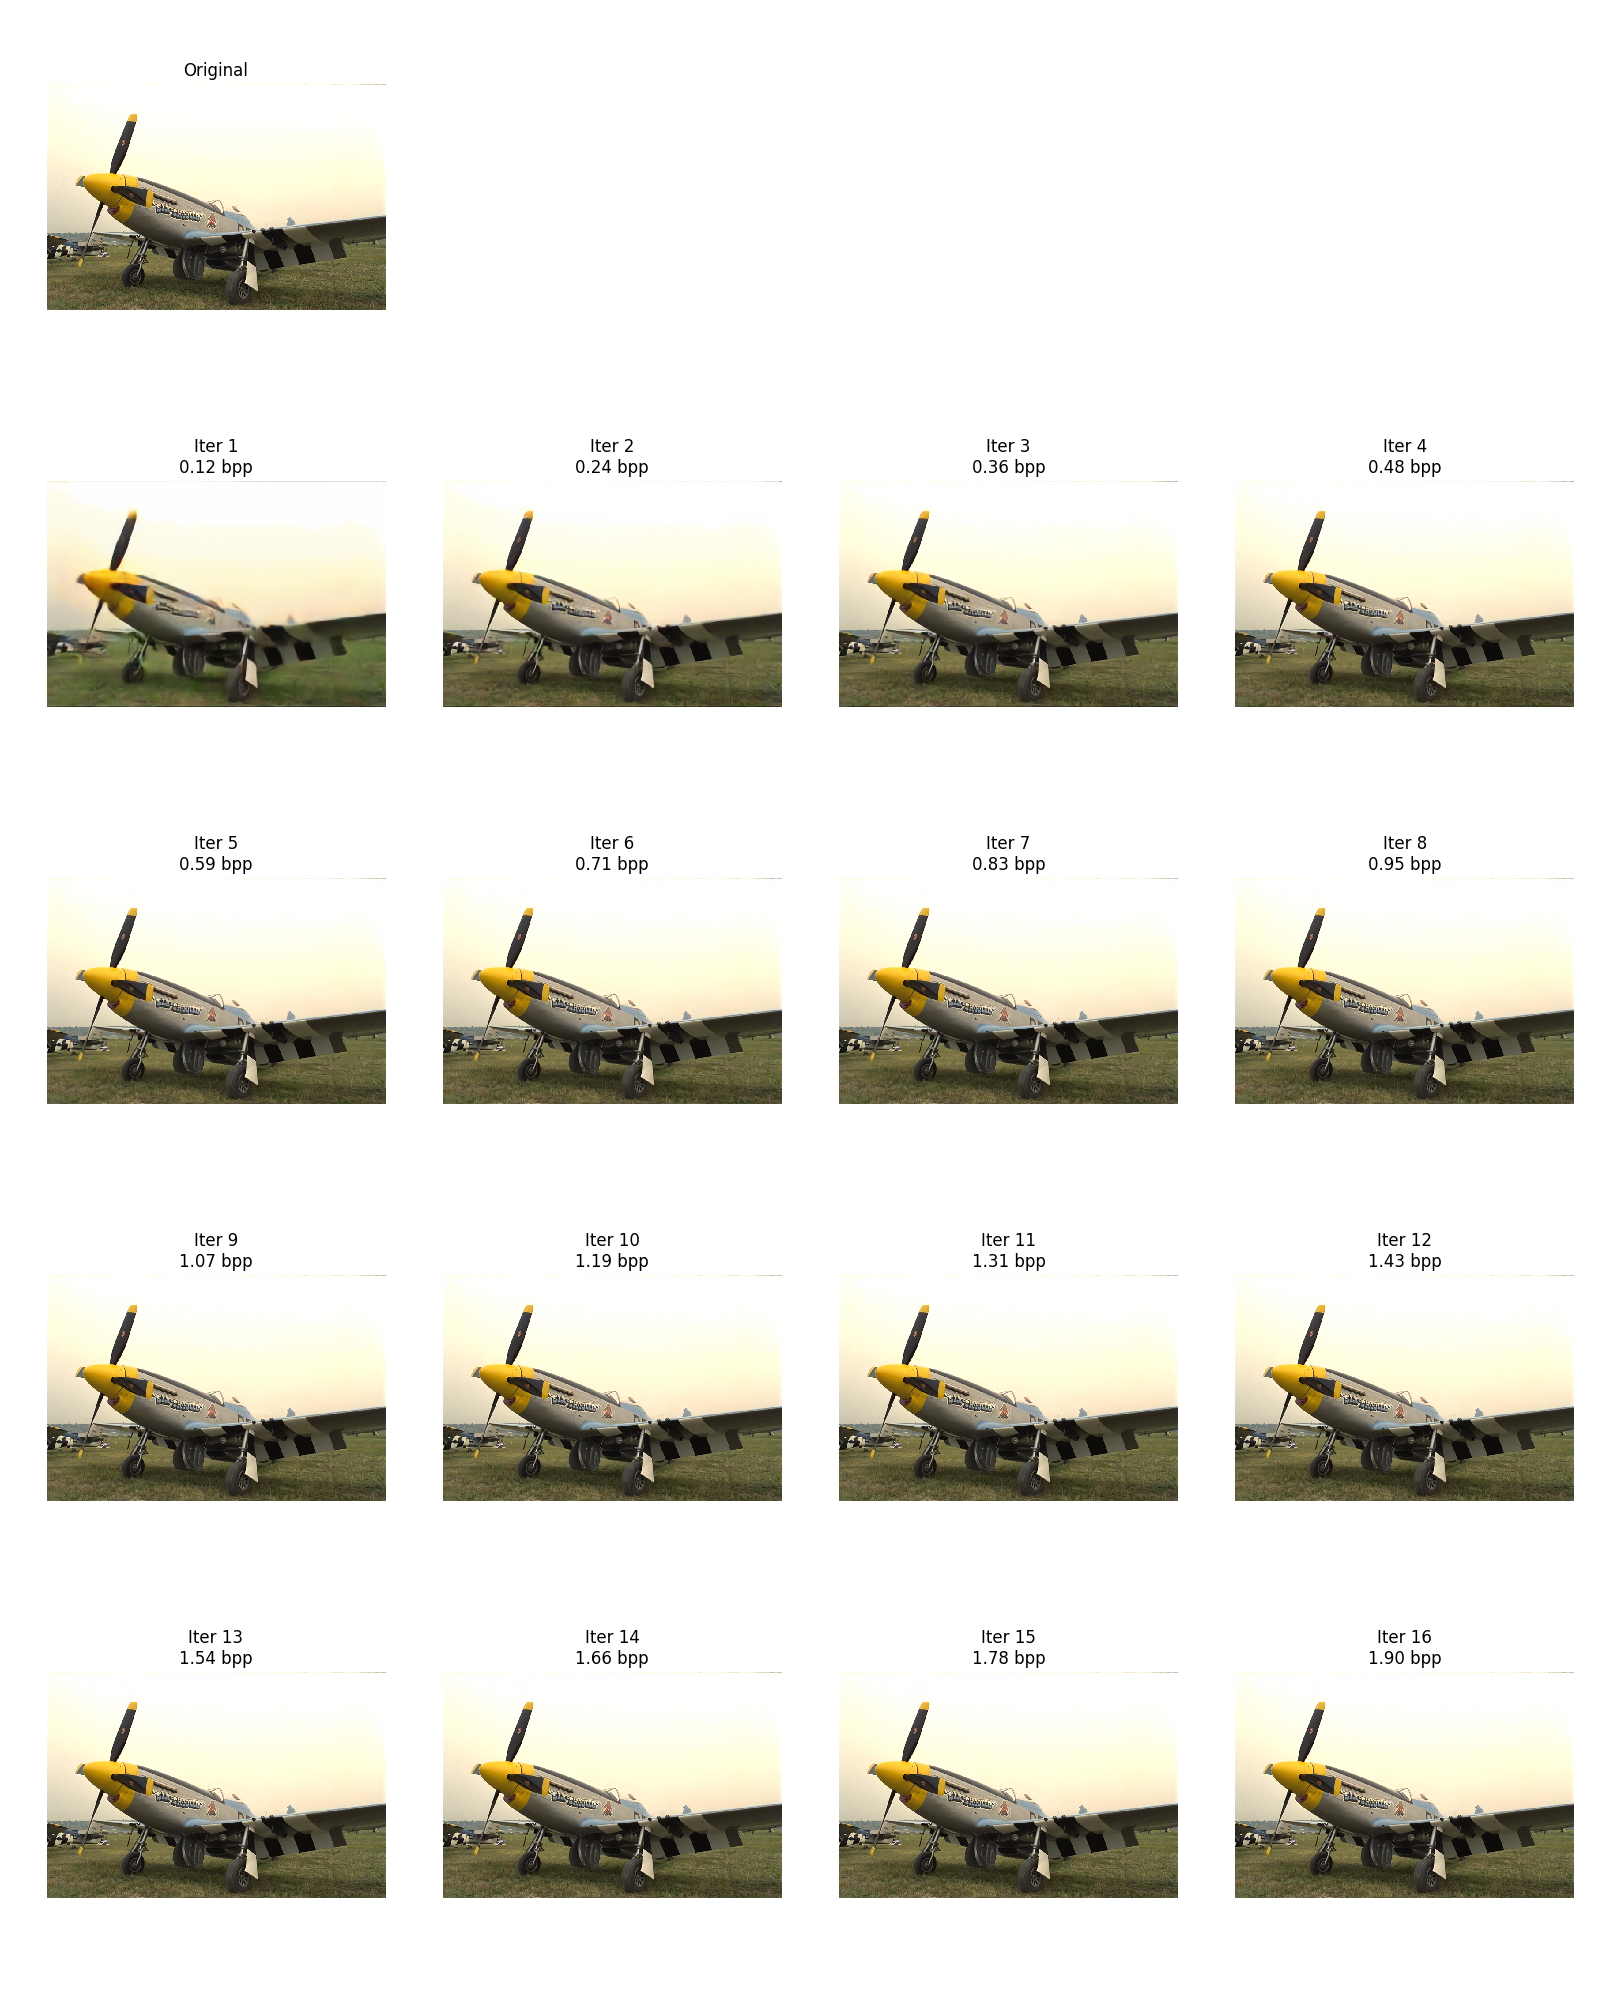 Original
Iter 1
0.12 bpp
Iter 2
0.24 bpp
Iter 3
0.36 bpp
Iter 4
0.48 bpp
Iter 5
0.59 bpp
Iter 6
0.71 bpp
Iter 7
0.83 bpp
Iter 8
0.95 bpp
Iter 9
1.07 bpp
Iter 10
1.19 bpp
Iter 11
1.31 bpp
Iter 12
1.43 bpp
Iter 13
1.54 bpp
Iter 14
1.66 bpp
Iter 15
1.78 bpp
Iter 16
1.90 bpp